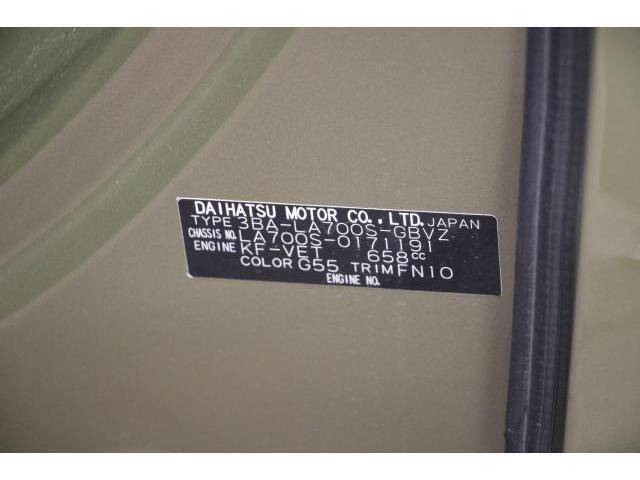 DAIHATSU MOTOR CO.,LTD. JAPAN
TYPE 3BA-LA700S-GBVZ
CHASSIS NO. LA700S-0171191
ENGINE KF-VET 658cc
COLOR G55 TRIM FN10
ENGINE NO.